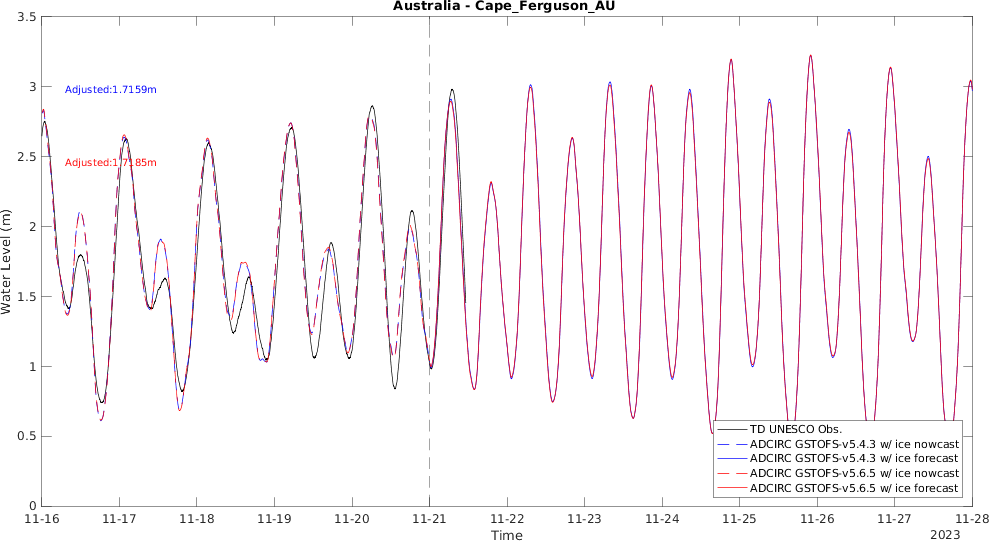 Australia - Cape_Ferguson_AU
3.5
3
2.5
2
1.5
1
0.5
0
Water Level (m)
Adjusted:1.7159m
Adjusted:1.7185m
TD UNESCO Obs.
ADCIRC GSTOFS-v5.4.3 w/ ice nowcast
ADCIRC GSTOFS-v5.4.3 w/ ice forecast
ADCIRC GSTOFS-v5.6.5 w/ ice nowcast
ADCIRC GSTOFS-v5.6.5 w/ ice forecast
11-16 11-17 11-18 11-19 11-20 11-21 11-22 11-23 11-24 11-25 11-26 11-27 11-28
Time
2023